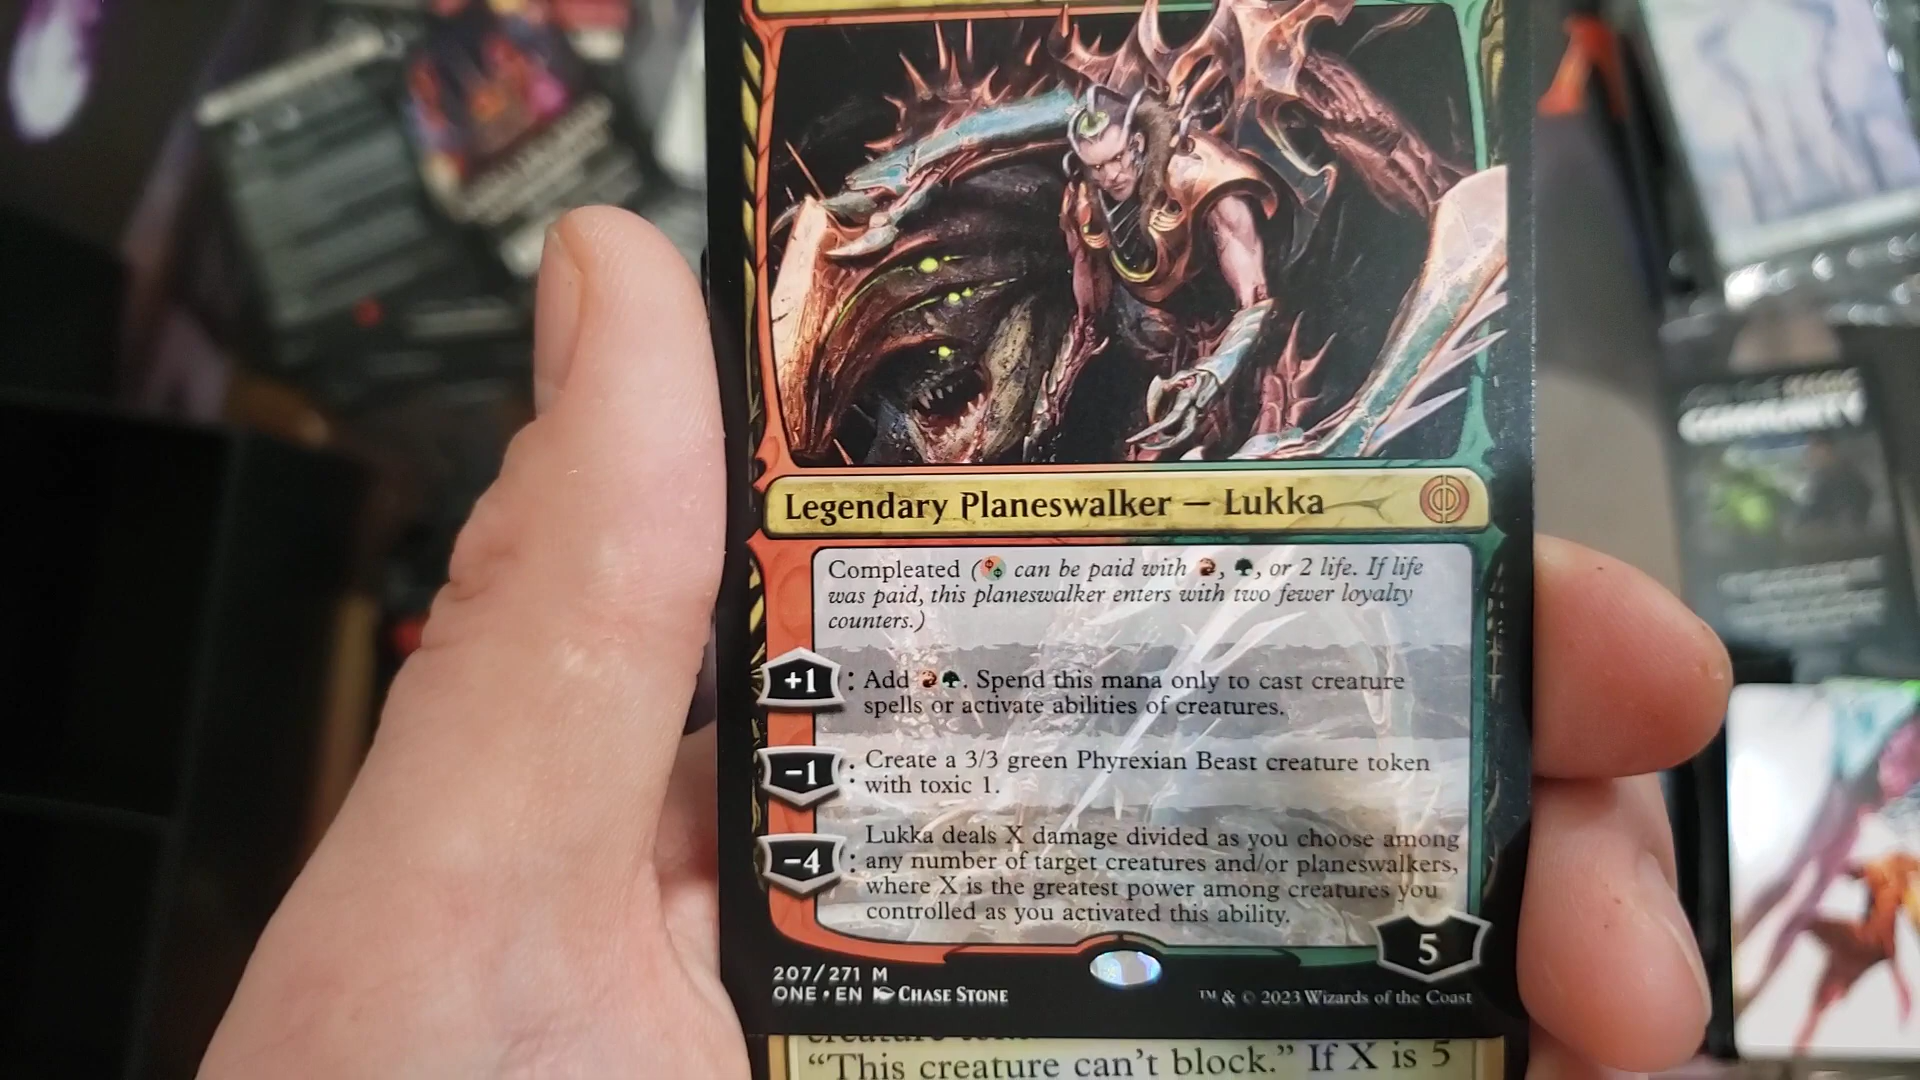 Legendary Planeswalker – Lukka
Compleated ( can be paid with , , or 2 life. If life
was paid, this planeswalker enters with two fewer loyalty
counters.)
+1: Add . Spend this mana only to cast creature
spells or activate abilities of creatures.
−1: Create a 3/3 green Phyrexian Beast creature token
with toxic 1.
Lukka deals X damage divided as you choose among
−4: any number of target creatures and/or planeswalkers,
where X is the greatest power among creatures you
controlled as you activated this ability.
5
207/271 M
ONE • EN CHASE STONE
™ & © 2023 Wizards of the Coast
"This creature can't block." If X is 5
COMMUNITY